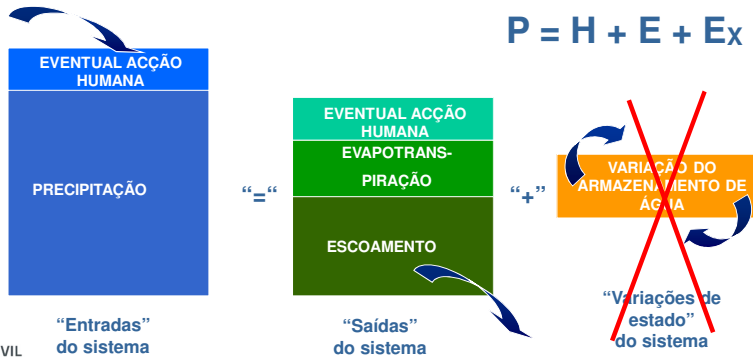 P = H + E + Ex
EVENTUAL ACÇÃO
HUMANA
PRECIPITAÇÃO
“=“
EVENTUAL ACÇÃO
HUMANA
EVAPOTRANS-
PIRAÇÃO
ESCOAMENTO
“+”
VARIAÇÃO DO
ARMAZENAMENTO DE
ÁGUA
“Entradas”
do sistema
“Saídas”
do sistema
“Variações de
estado”
do sistema
VIL